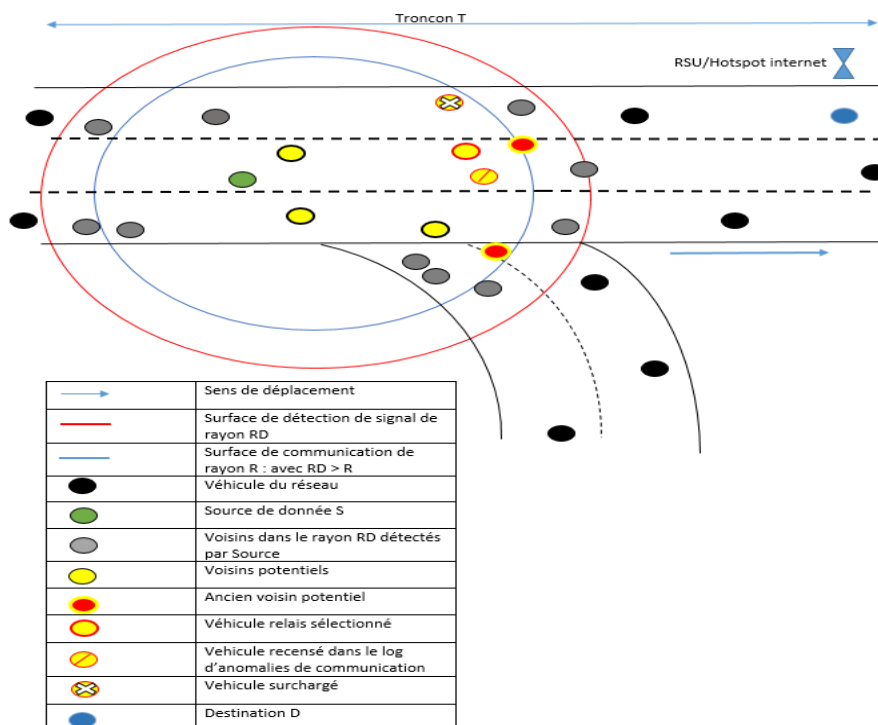 Troncon T
RSU/Hotspot internet
Sens de déplacement
Surface de détection de signal de
rayon RD
Surface de communication de
rayon R : avec RD > R
Véhicule du réseau
Source de donnée S
Voisins dans le rayon RD détectés
par Source
Voisins potentiels
Ancien voisin potentiel
Véhicule relais sélectionné
Vehicule recensé dans le log
d'anomalies de communication
Vehicule surchargé
Destination D